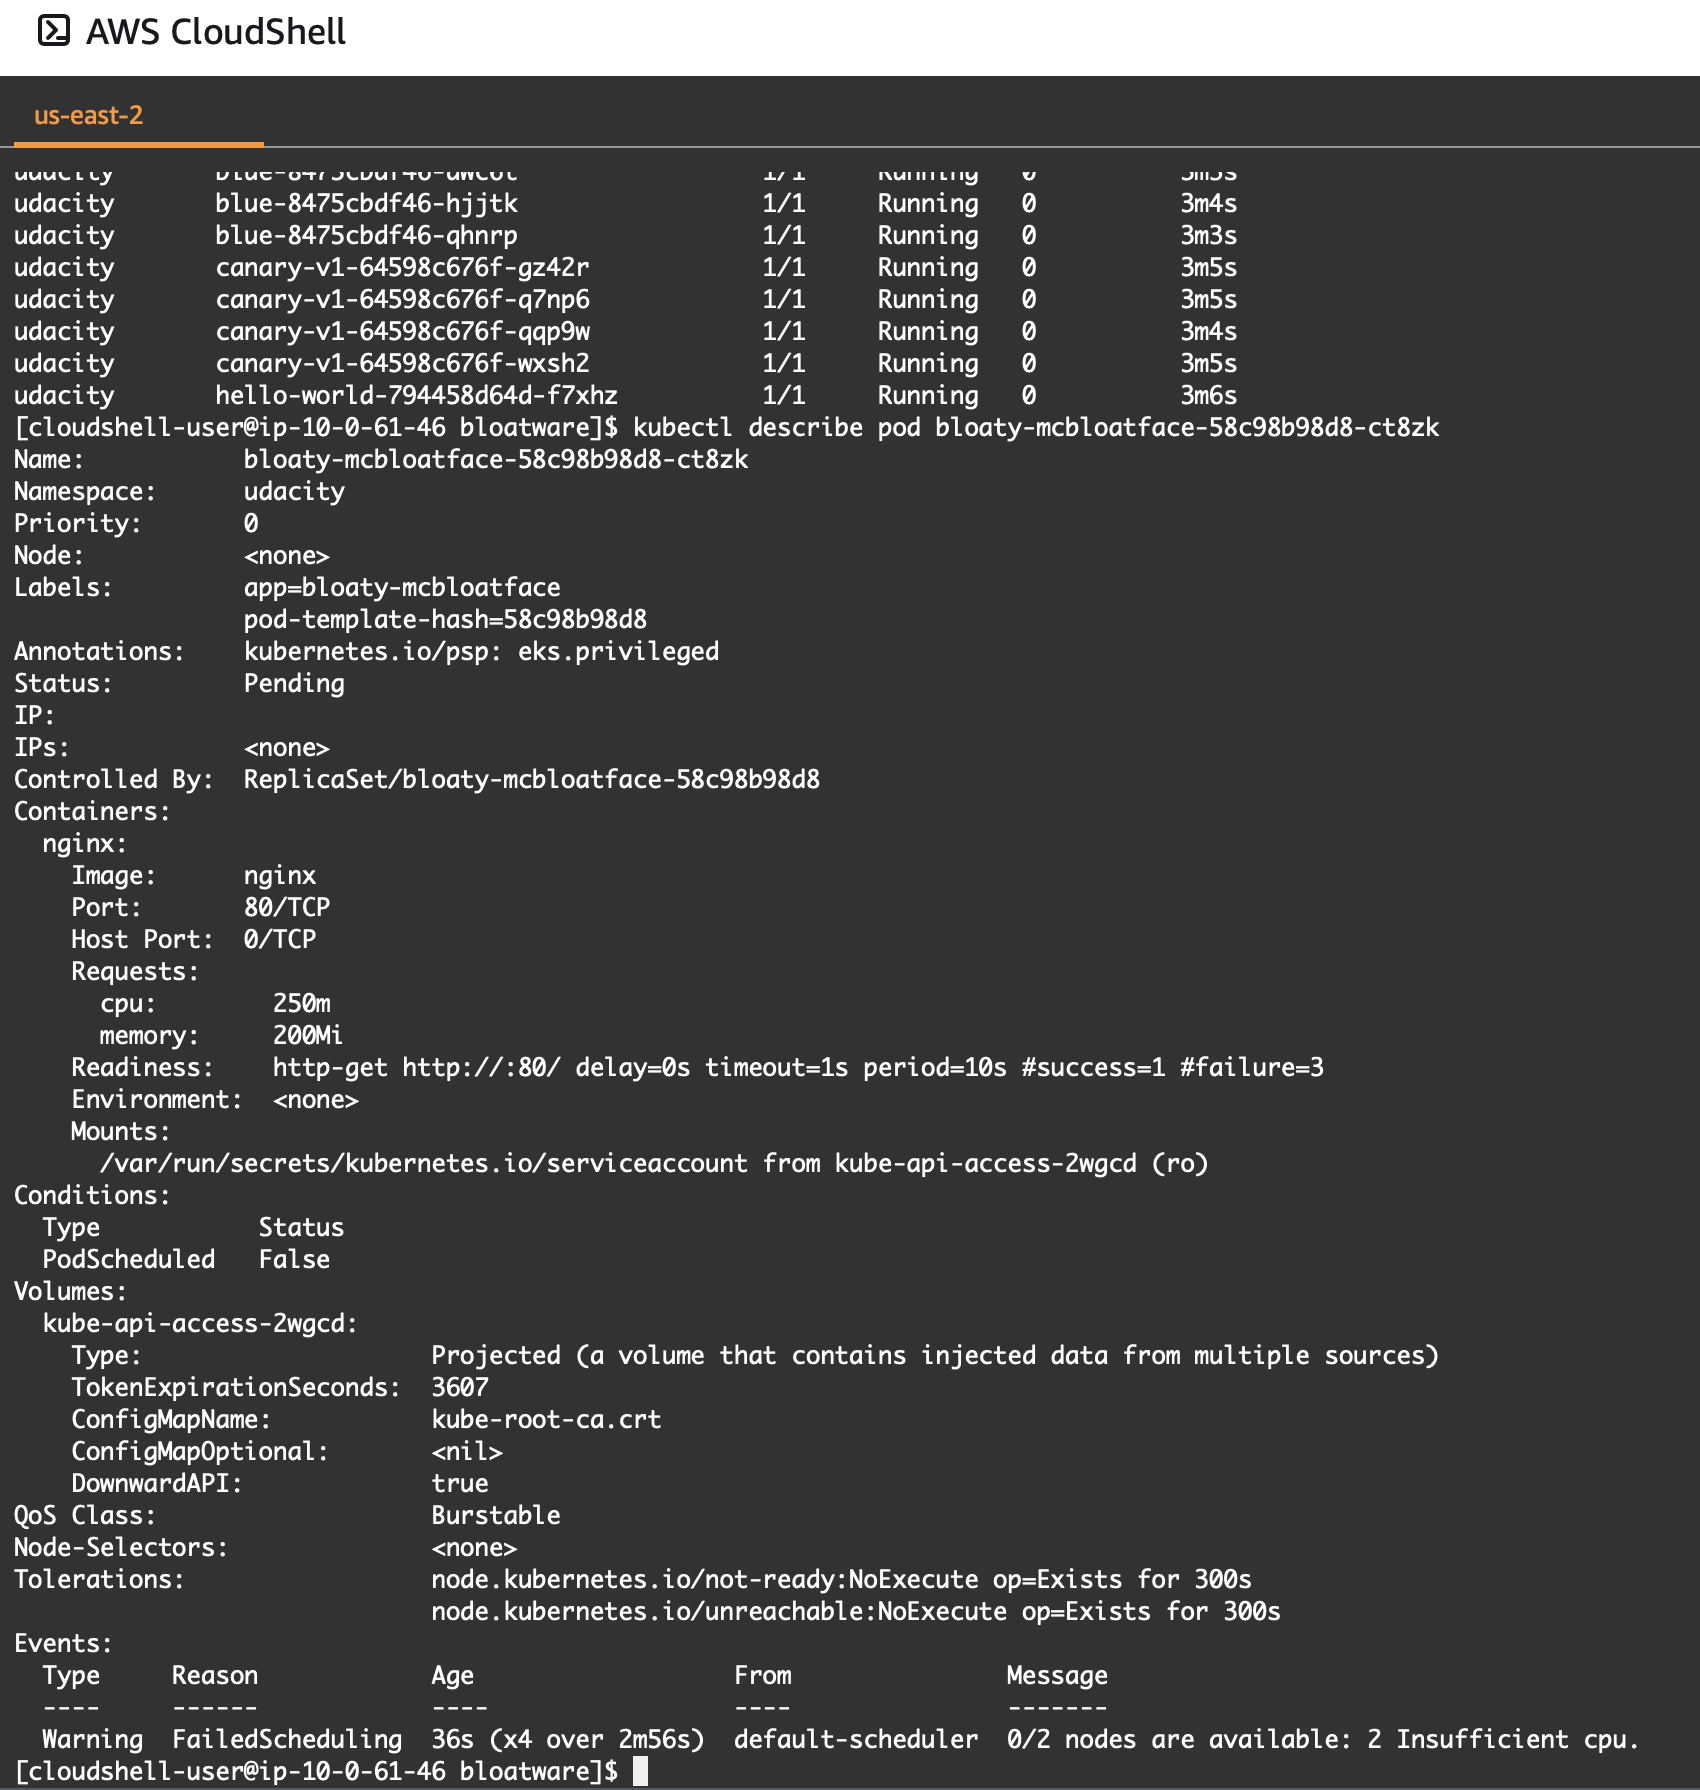 AWS CloudShell
us-east-2
udacity blue-8475cbdf46- 1/1 Running 0 3m3s
udacity blue-8475cbdf46-hjjtk 1/1 Running 0 3m4s
udacity blue-8475cbdf46-qhnrp 1/1 Running 0 3m3s
udacity canary-v1-64598c676f-gz42r 1/1 Running 0 3m5s
udacity canary-v1-64598c676f-q7np6 1/1 Running 0 3m5s
udacity canary-v1-64598c676f-qqp9w 1/1 Running 0 3m4s
udacity canary-v1-64598c676f-wxsh2 1/1 Running 0 3m5s
udacity hello-world-794458d64d-f7xhz 1/1 Running 0 3m6s
[cloudshell-user@ip-10-0-61-46 bloatware]$ kubectl describe pod bloaty-mcbloatface-58c98b98d8-ct8zk
Name: bloaty-mcbloatface-58c98b98d8-ct8zk
Namespace: udacity
Priority: 0
Node: <none>
Labels: app=bloaty-mcbloatface
pod-template-hash=58c98b98d8
Annotations: kubernetes.io/psp: eks.privileged
Status: Pending
IP:
IPs: <none>
Controlled By: ReplicaSet/bloaty-mcbloatface-58c98b98d8
Containers:
nginx:
Image: nginx
Port: 80/TCP
Host Port: 0/TCP
Requests:
cpu: 250m
memory: 200Mi
Readiness: http-get http://:80/ delay=0s timeout=1s period=10s #success=1 #failure=3
Environment: <none>
Mounts:
/var/run/secrets/kubernetes.io/serviceaccount from kube-api-access-2wgcd (ro)
Conditions:
Type Status
PodScheduled False
Volumes:
kube-api-access-2wgcd:
Type: Projected (a volume that contains injected data from multiple sources)
TokenExpirationSeconds: 3607
ConfigMapName: kube-root-ca.crt
ConfigMapOptional: <nil>
DownwardAPI: true
QoS Class: Burstable
Node-Selectors: <none>
Tolerations: node.kubernetes.io/not-ready:NoExecute op=Exists for 300s
node.kubernetes.io/unreachable:NoExecute op=Exists for 300s
Events:
Type Reason Age From Message
---- ------ ---- ---- -------
Warning FailedScheduling 36s (x4 over 2m56s) default-scheduler 0/2 nodes are available: 2 Insufficient cpu.
[cloudshell-user@ip-10-0-61-46 bloatware]$